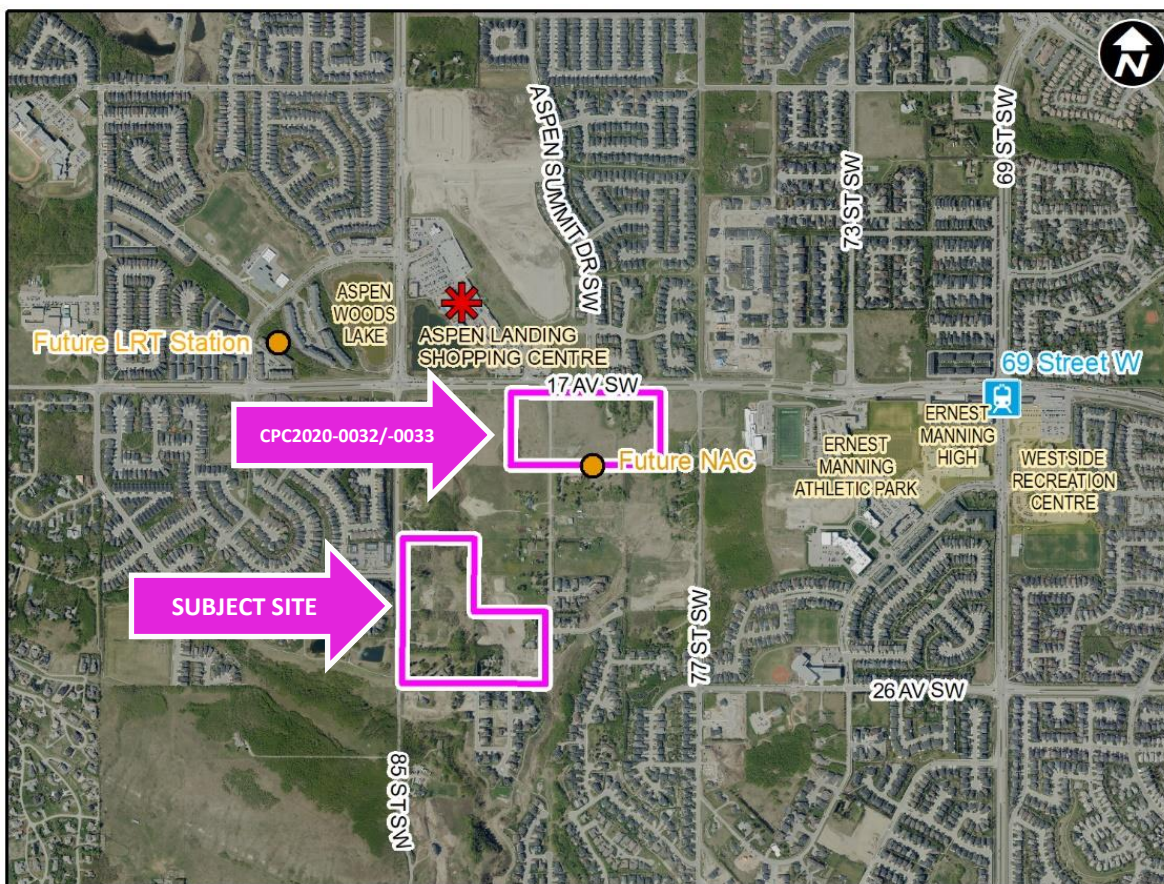 N
ASPEN SUMMIT DR SW
73 ST SW
69 ST SW
ASPEN
WOODS
LAKE
Future LRT Station
ASPEN LANDING
SHOPPING CENTRE
17 AV SW
69 Street W
CPC2020-0032/-0033
Future NAC
ERNEST
MANNING
ATHLETIC PARK
ERNEST
MANNING
HIGH
WESTSIDE
RECREATION
CENTRE
SUBJECT SITE
77 ST SW
26 AV SW
85 ST SW